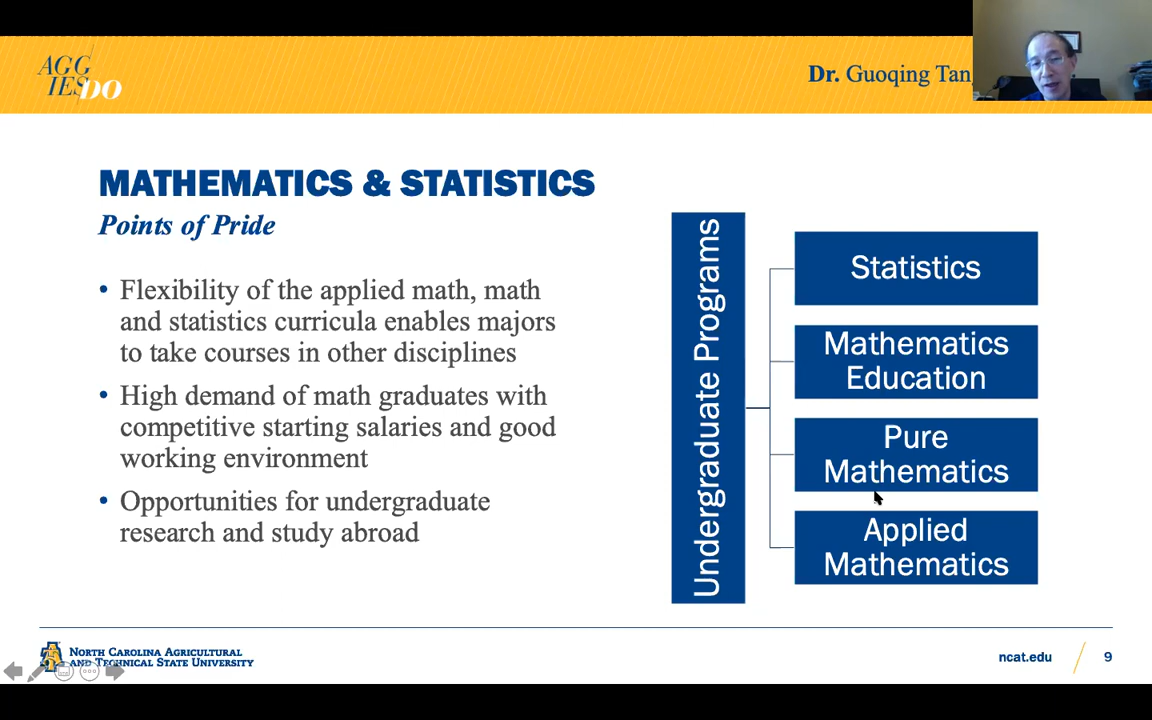 AGG
IESDO
Dr. Guoqing Tan
MATHEMATICS & STATISTICS
Points of Pride
• Flexibility of the applied math, math
and statistics curricula enables majors
to take courses in other disciplines
• High demand of math graduates with
competitive starting salaries and good
working environment
• Opportunities for undergraduate
research and study abroad
Undergraduate Programs
Statistics
Mathematics
Education
Pure
Mathematics
Applied
Mathematics
NORTH CAROLINA AGRICULTURAL
AND TECHNICAL STATE UNIVERSITY
ncat.edu
9